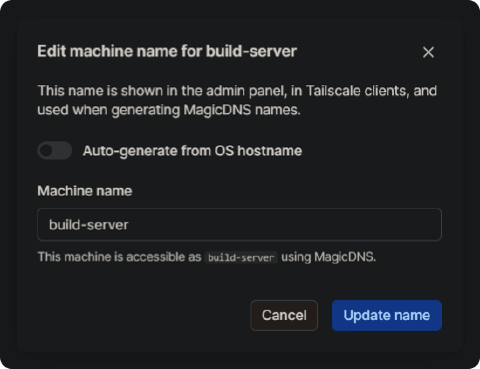 Edit machine name for build-server
This name is shown in the admin panel, in Tailscale clients, and
used when generating MagicDNS names.
Auto-generate from OS hostname
Machine name
build-server
This machine is accessible as build-server using MagicDNS.
Cancel
Update name